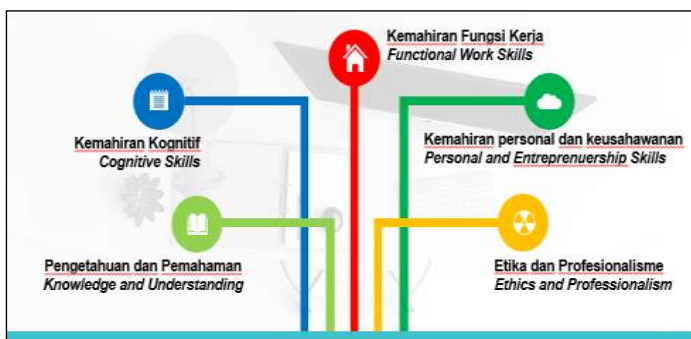 Kemahiran Fungsi Kerja
Functional Work Skills
Kemahiran Kognitif
Cognitive Skills
Kemahiran personal dan keusahawanan
Personal and Entreprenuership Skills
Pengetahuan dan Pemahaman
Knowledge and Understanding
Etika dan Profesionalisme
Ethics and Professionalism